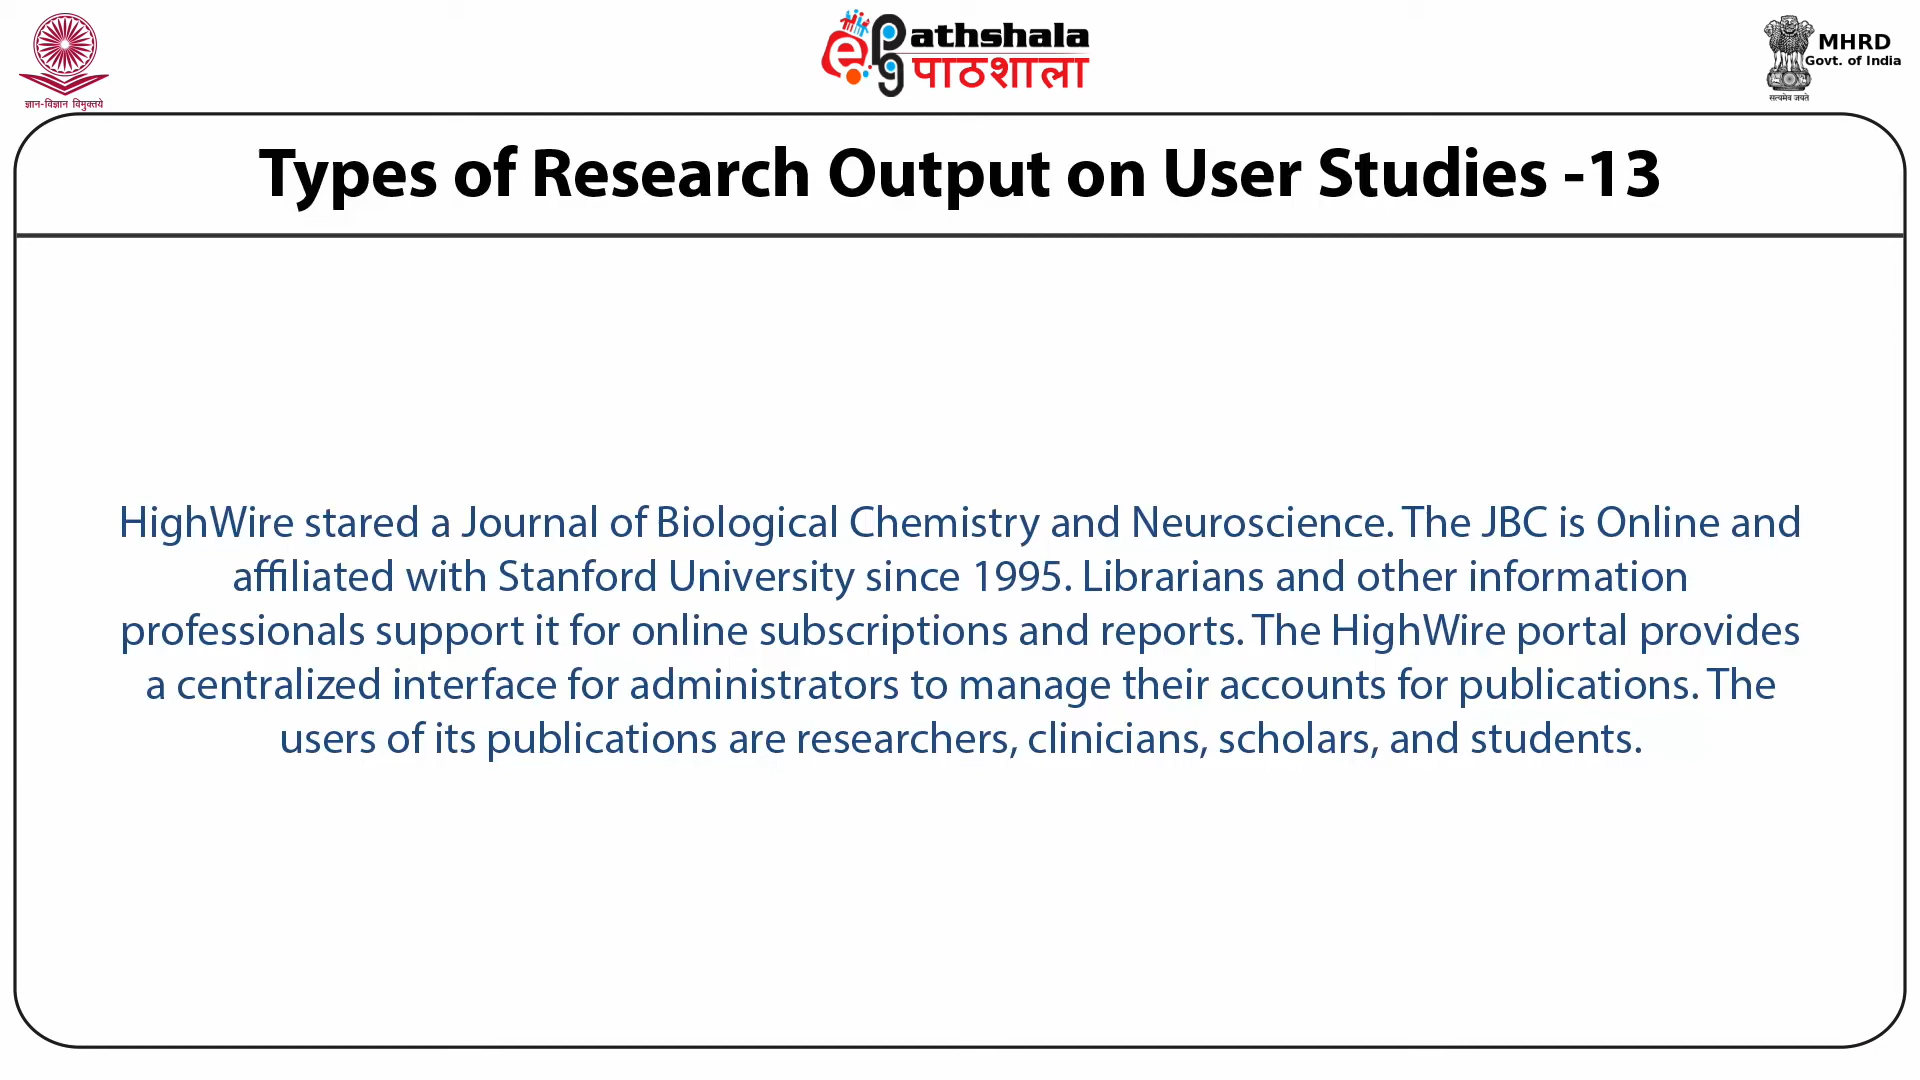 ज्ञान-विज्ञान विमुक्तये
e Pg athshala
पाठशाला
MHRD
Govt. of India
सत्यमेव जयते
Types of Research Output on User Studies -13
HighWire stared a Journal of Biological Chemistry and Neuroscience. The JBC is Online and
affiliated with Stanford University since 1995. Librarians and other information
professionals support it for online subscriptions and reports. The HighWire portal provides
a centralized interface for administrators to manage their accounts for publications. The
users of its publications are researchers, clinicians, scholars, and students.